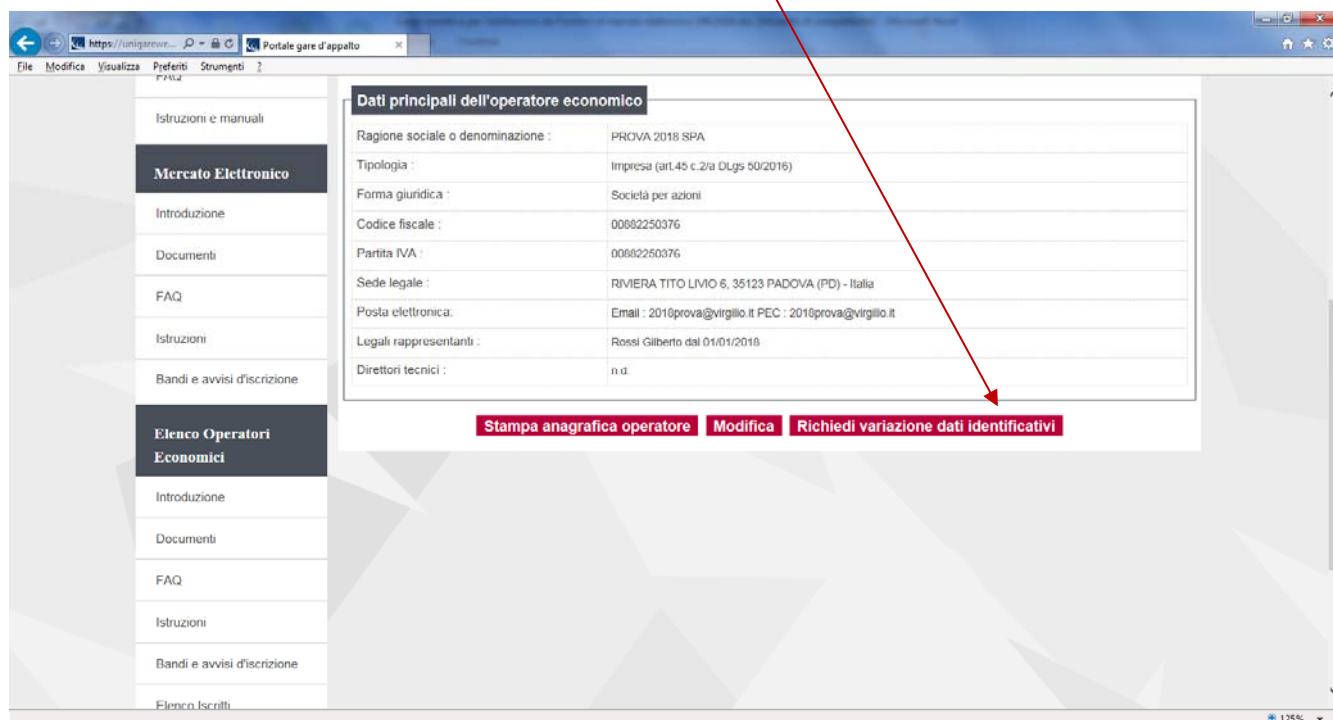 https://unigarewe...
Portale gare d'appalto
File Modifica Visualizza Preferiti Strumenti ?
FAQ
Istruzioni e manuali
Mercato Elettronico
Introduzione
Documenti
FAQ
Istruzioni
Bandi e avvisi d'iscrizione
Elenco Operatori
Economici
Introduzione
Documenti
FAQ
Istruzioni
Bandi e avvisi d'iscrizione
Elenco Iscritti
Dati principali dell'operatore economico
Ragione sociale o denominazione : PROVA 2018 SPA
Tipologia : Impresa (art.45 c.2/a DLgs 50/2016)
Forma giuridica : Società per azioni
Codice fiscale : 00882250376
Partita IVA : 00882250376
Sede legale : RIVIERA TITO LIVIO 6, 35123 PADOVA (PD) - Italia
Posta elettronica: Email : 2018prova@virgilio.it PEC : 2018prova@virgilio.it
Legali rappresentanti : Rossi Gilberto dal 01/01/2018
Direttori tecnici : n.d.
Stampa anagrafica operatore Modifica Richiedi variazione dati identificativi
125%